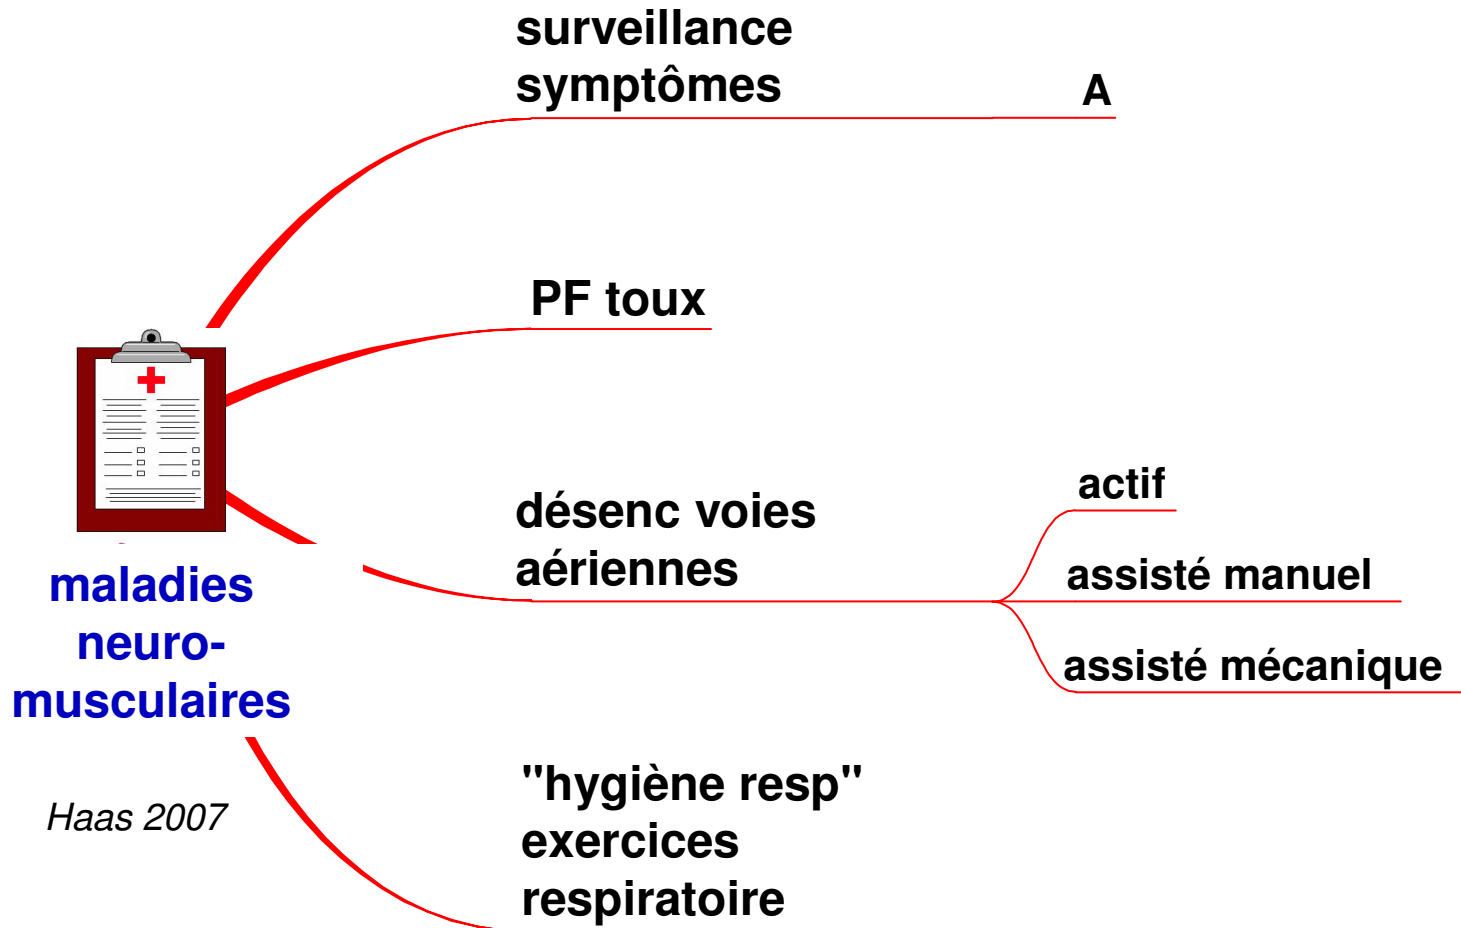 surveillance
symptômes
A
PF toux
désenc voies
aériennes
actif
assisté manuel
assisté mécanique
maladies
neuro-
musculaires
"hygiène resp"
exercices
respiratoire
Haas 2007